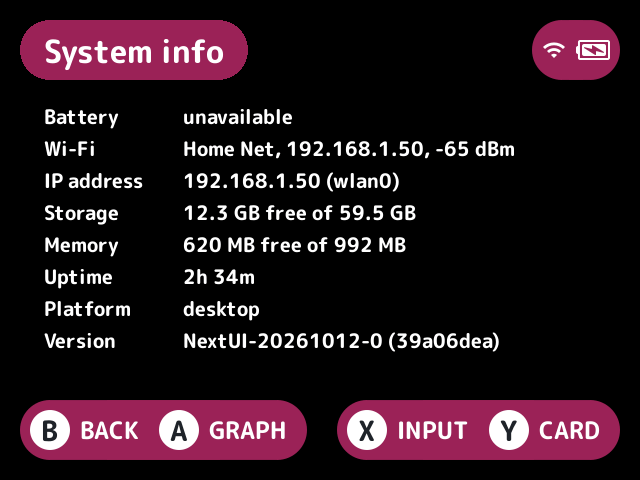 System info
Battery unavailable
Wi-Fi Home Net, 192.168.1.50, -65 dBm
IP address 192.168.1.50 (wlan0)
Storage 12.3 GB free of 59.5 GB
Memory 620 MB free of 992 MB
Uptime 2h 34m
Platform desktop
Version NextUI-20261012-0 (39a06dea)
B BACK A GRAPH X INPUT Y CARD